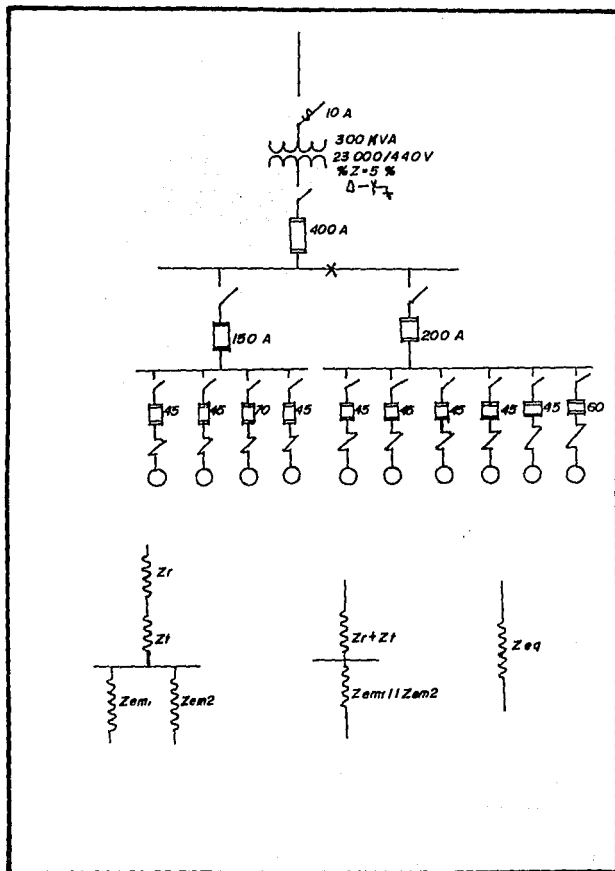 10 A
300 KVA
23 000/440 V
% Z=5 %
Δ-Y
400 A
150 A
200 A
45 45 70 45 45 45 45 45 45 60
Zr
Zt
Zr+Zt
Zeq
Zem1 Zem2
Zem1||Zem2